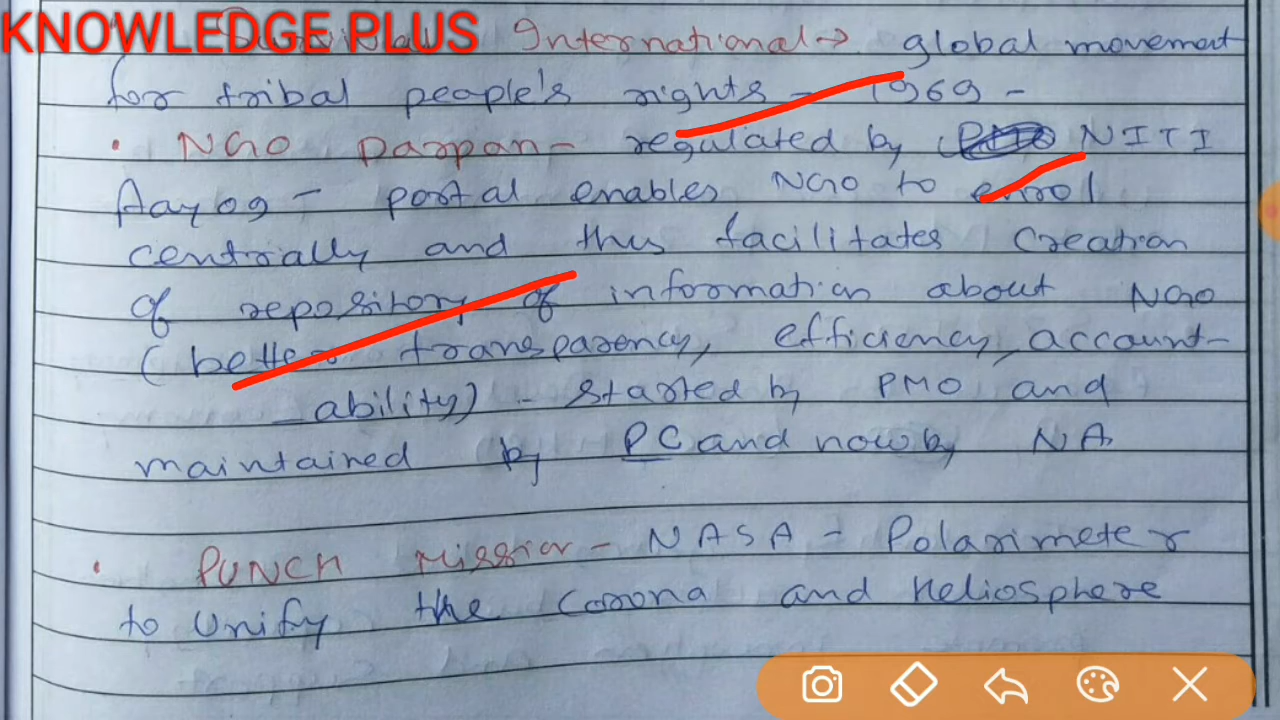 KNOWLEDGE PLUS
Survival International → global movement
for tribal people's rights - 1969 -
• NGO Darpan - regulated by NITI
Aayog - portal enables NGO to enrol
centrally and thus facilitates creation
of repository of information about NGO
(better transparency, efficiency, account-
ability) - started by PMO and
maintained by PC and now by NA
• PUNCH Mission - NASA - Polarimeter
to Unify the Corona and Heliosphere